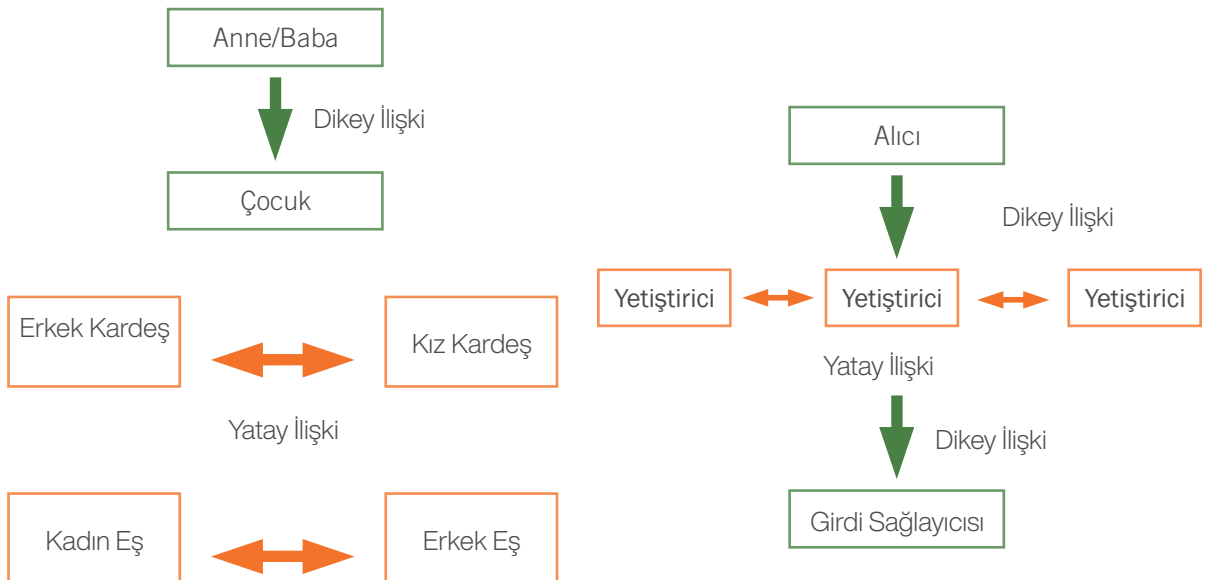 Anne/Baba
Dikey İlişki
Çocuk
Erkek Kardeş
Kız Kardeş
Yatay İlişki
Kadın Eş
Erkek Eş
Alıcı
Dikey İlişki
Yetiştirici
Yetiştirici
Yetiştirici
Yatay İlişki
Dikey İlişki
Girdi Sağlayıcısı